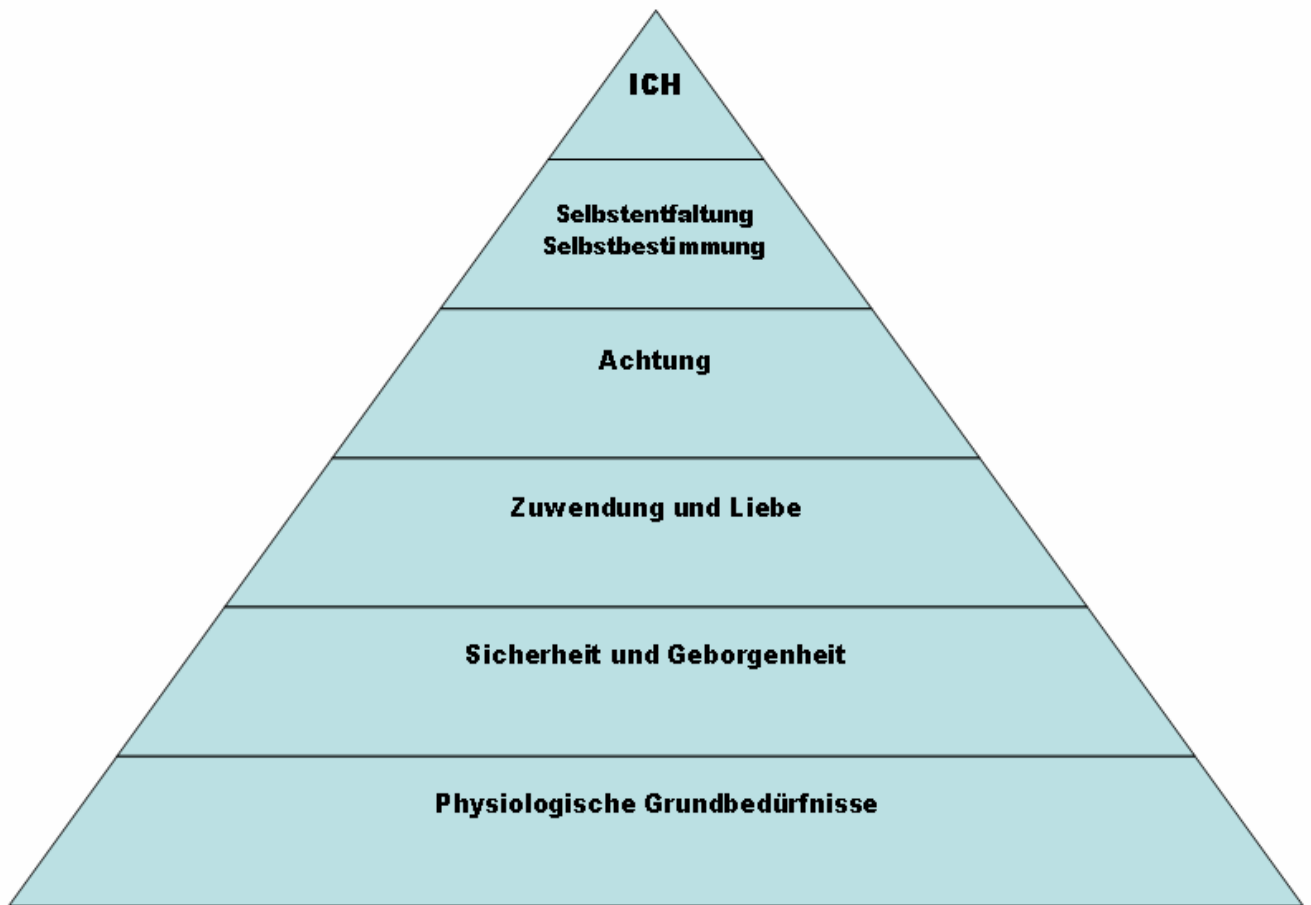 ICH
Selbstentfaltung
Selbstbestimmung
Achtung
Zuwendung und Liebe
Sicherheit und Geborgenheit
Physiologische Grundbedürfnisse